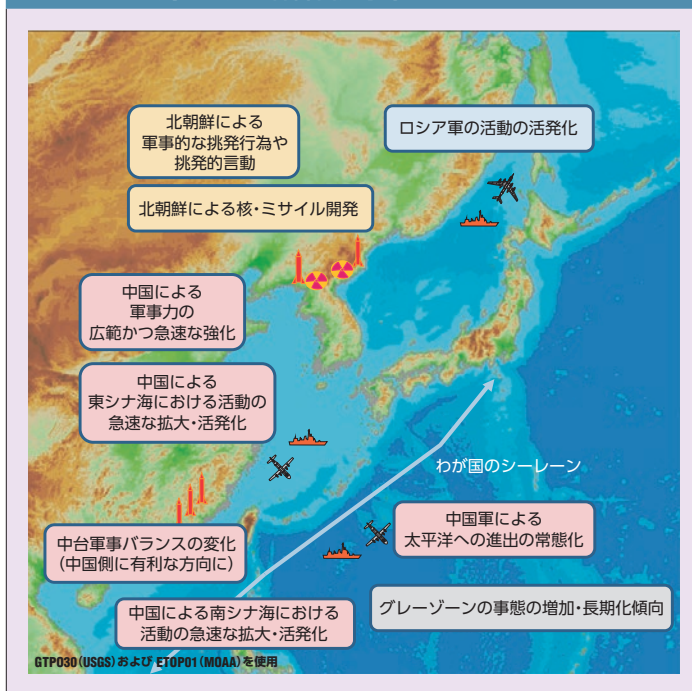 北朝鮮による
軍事的な挑発行為や
挑発的言動
ロシア軍の活動の活発化
北朝鮮による核・ミサイル開発
中国による
軍事力の
広範かつ急速な強化
中国による
東シナ海における活動の
急速な拡大・活発化
わが国のシーレーン
中台軍事バランスの変化
（中国側に有利な方向に）
中国軍による
太平洋への進出の常態化
中国による南シナ海における
活動の急速な拡大・活発化
グレーゾーンの事態の増加・長期化傾向
GTPO30（USGS）および ETOPO1（MOAA）を使用